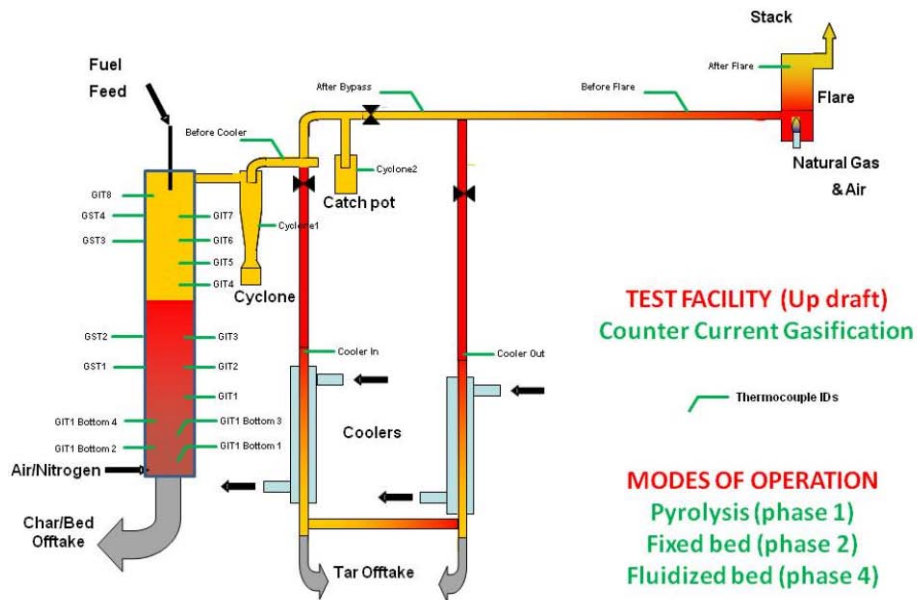 Stack
Fuel
Feed
After Flare
After Bypass
Before Flare
Flare
Before Cooler
Natural Gas
& Air
Cyclone2
Catch pot
GIT8
GST4
GIT7
Cyclone1
GST3
GIT6
GIT5
GIT4
Cyclone
TEST FACILITY (Up draft)
Counter Current Gasification
GST2
GIT3
Cooler In
Cooler Out
GST1
GIT2
GIT1
Thermocouple IDs
GIT1 Bottom 4
GIT1 Bottom 3
Coolers
GIT1 Bottom 2
GIT1 Bottom 1
Air/Nitrogen
MODES OF OPERATION
Pyrolysis (phase 1)
Fixed bed (phase 2)
Fluidized bed (phase 4)
Char/Bed
Offtake
Tar Offtake